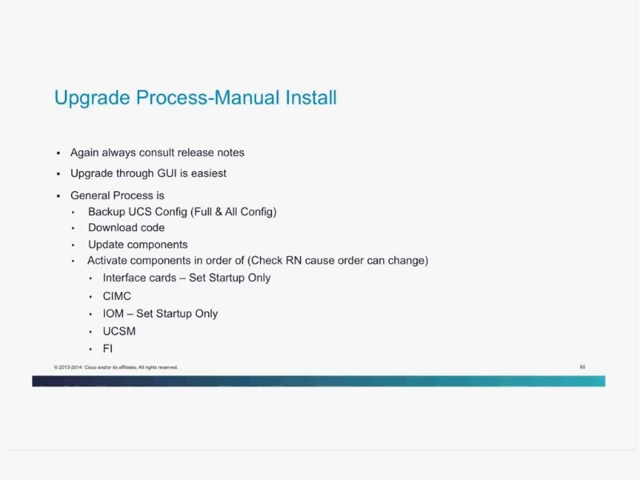 Upgrade Process-Manual Install
▪ Again always consult release notes
▪ Upgrade through GUI is easiest
▪ General Process is
• Backup UCS Config (Full & All Config)
• Download code
• Update components
• Activate components in order of (Check RN cause order can change)
• Interface cards – Set Startup Only
• CIMC
• IOM – Set Startup Only
• UCSM
• FI
© 2013-2014 Cisco and/or its affiliates. All rights reserved.